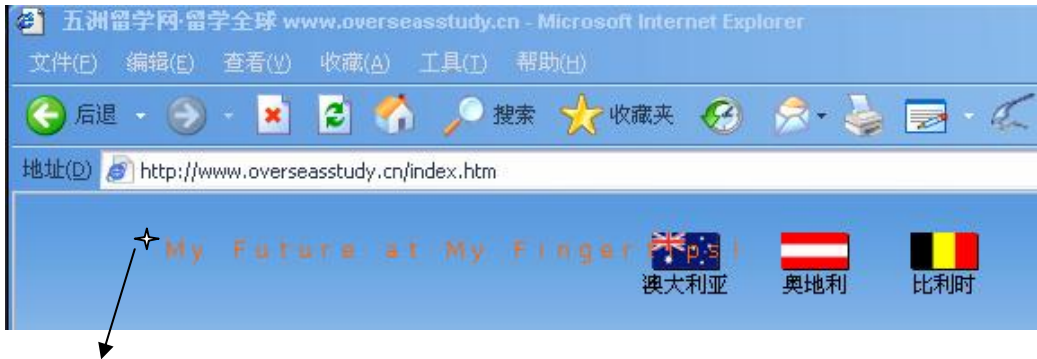 五洲留学网·留学全球 www.overseasstudy.cn - Microsoft Internet Explorer
文件(F) 编辑(E) 查看(V) 收藏(A) 工具(T) 帮助(H)
后退 搜索 收藏夹
地址(D) http://www.overseasstudy.cn/index.htm
My Future at My Fingertips!
澳大利亚 奥地利 比利时